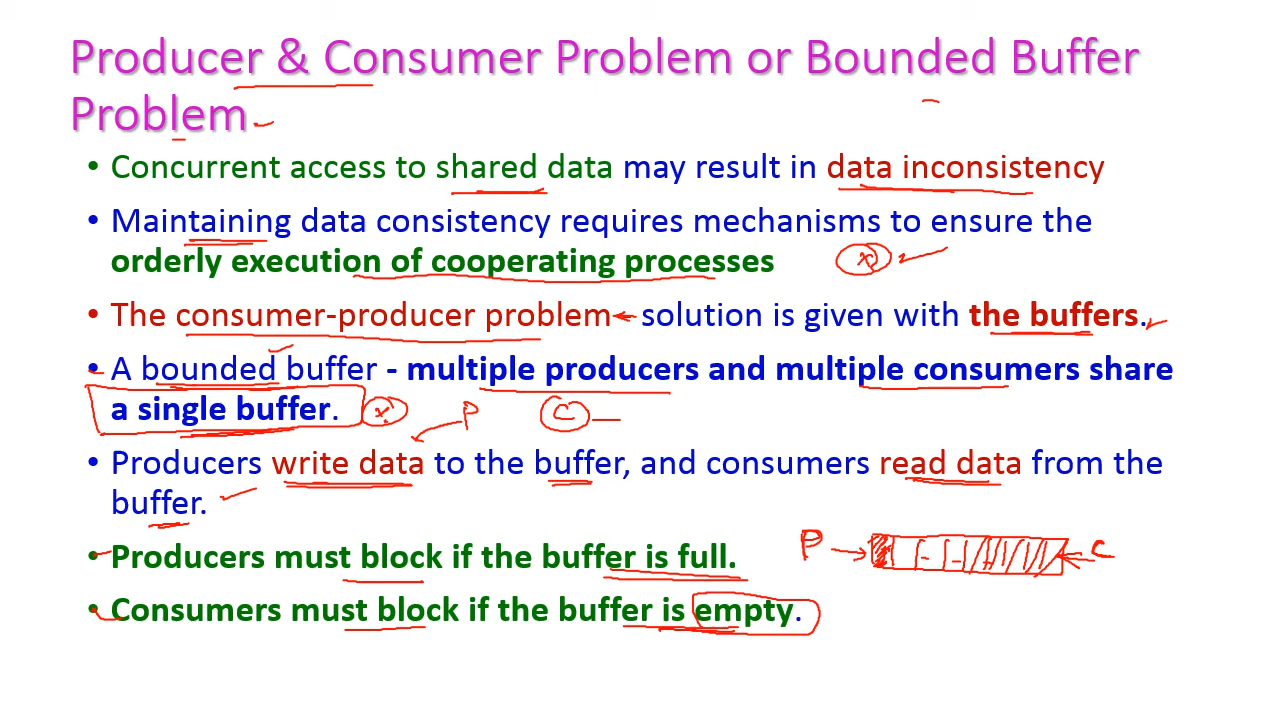 Producer & Consumer Problem or Bounded Buffer
Problem
• Concurrent access to shared data may result in data inconsistency
• Maintaining data consistency requires mechanisms to ensure the
orderly execution of cooperating processes
x
• The consumer-producer problem solution is given with the buffers.
• A bounded buffer - multiple producers and multiple consumers share
a single buffer. x P C
• Producers write data to the buffer, and consumers read data from the
buffer.
• Producers must block if the buffer is full. P C
• Consumers must block if the buffer is empty.